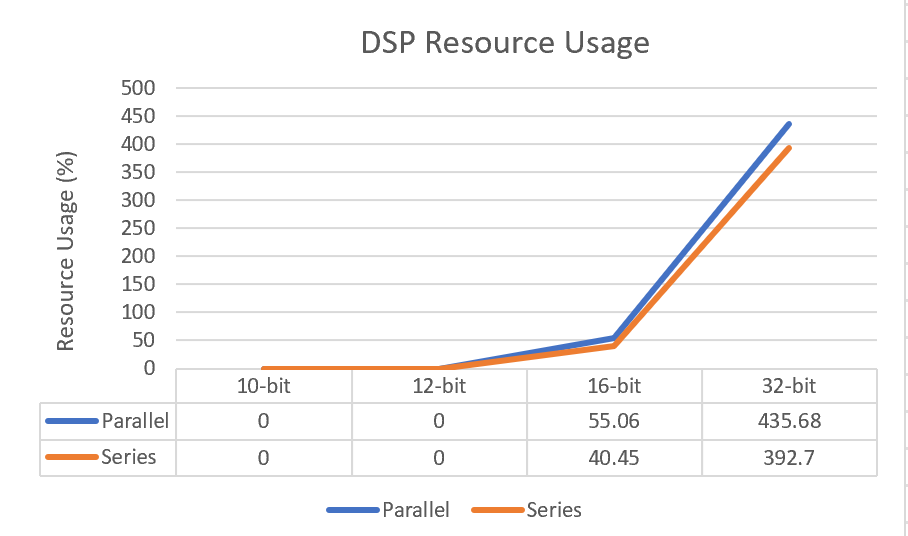 DSP Resource Usage
500
450
400
350
300
250
200
150
100
50
0
Resource Usage (%)
10-bit 12-bit 16-bit 32-bit
Parallel 0 0 55.06 435.68
Series 0 0 40.45 392.7
Parallel Series